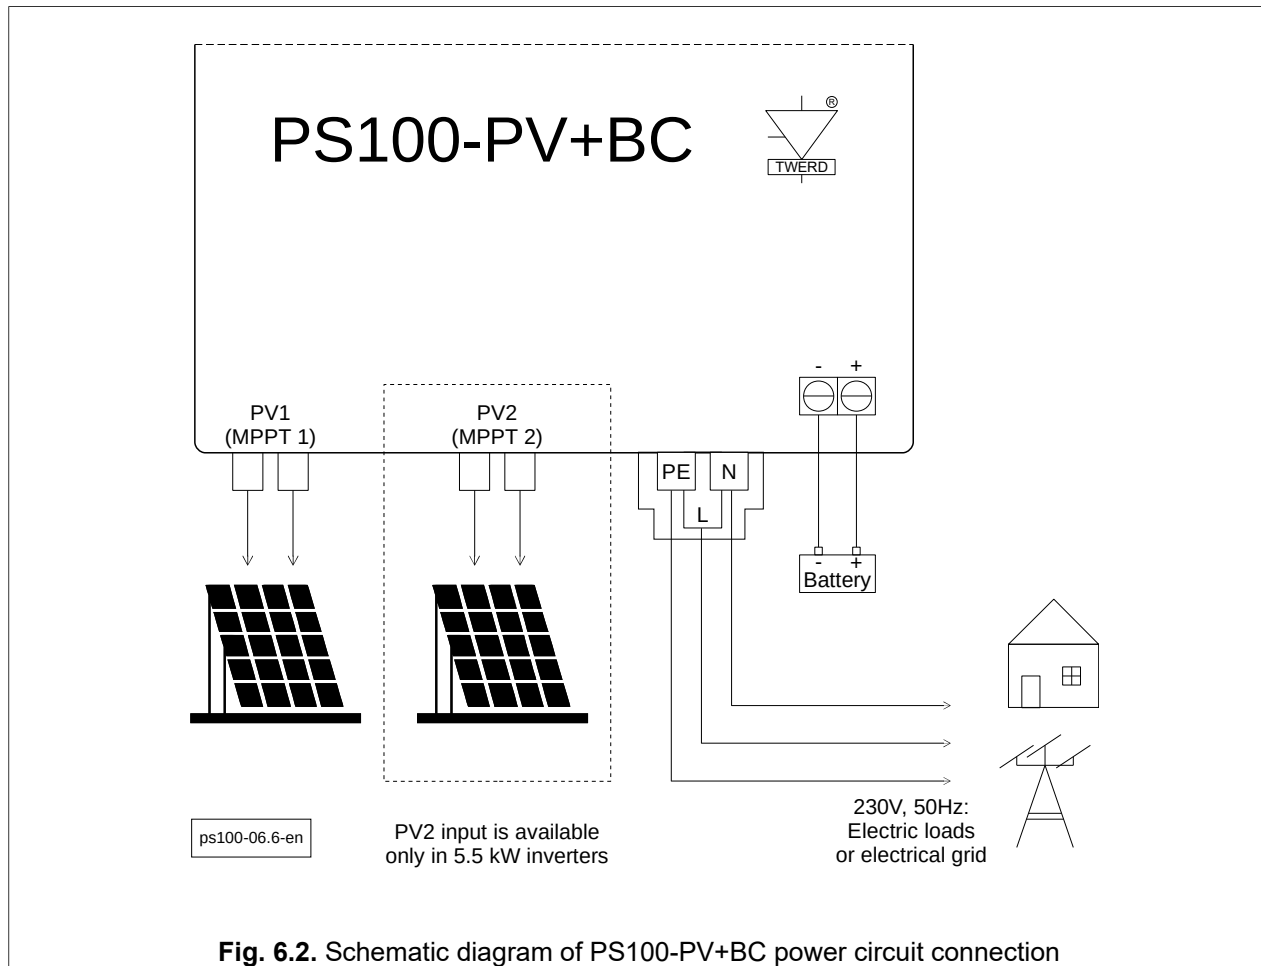 PS100-PV+BC
®
TWERD
- +
PV1
(MPPT 1)
PV2
(MPPT 2)
PE
N
L
- +
Battery
230V, 50Hz:
Electric loads
or electrical grid
ps100-06.6-en
PV2 input is available
only in 5.5 kW inverters
Fig. 6.2. Schematic diagram of PS100-PV+BC power circuit connection